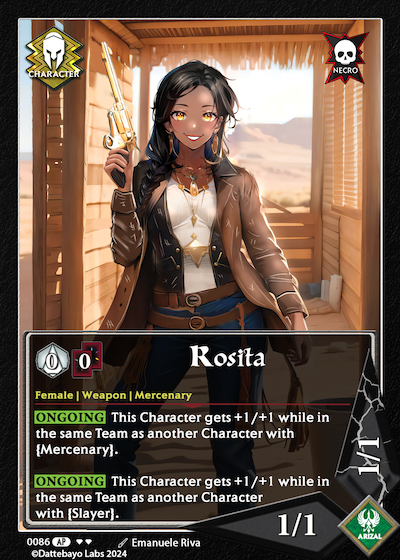 CHARACTER
NECRO
0
0
Rosita
Female | Weapon | Mercenary
ONGOING This Character gets +1/+1 while in
the same Team as another Character with
{Mercenary}.
ONGOING This Character gets +1/+1 while in
the same Team as another Character
with {Slayer}.
1/1
1/1
ARIZAL
0086 AP ♥♥ Emanuele Riva
©Dattebayo Labs 2024